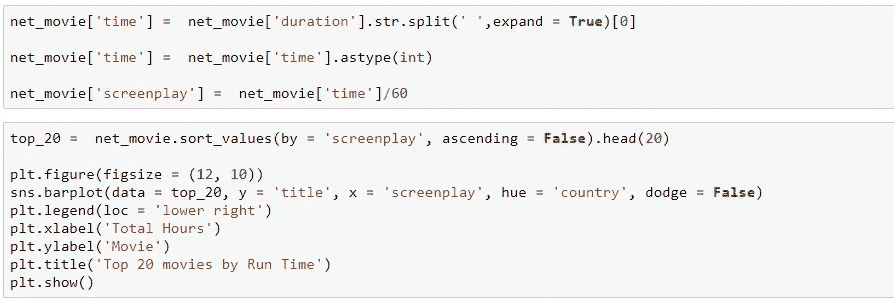 net_movie['time'] =  net_movie['duration'].str.split(' ',expand = True)[0]
net_movie['time'] =  net_movie['time'].astype(int)
net_movie['screenplay'] =  net_movie['time']/60
top_20 =  net_movie.sort_values(by = 'screenplay', ascending = False).head(20)
plt.figure(figsize = (12, 10))
sns.barplot(data = top_20, y = 'title', x = 'screenplay', hue = 'country', dodge = False)
plt.legend(loc = 'lower right')
plt.xlabel('Total Hours')
plt.ylabel('Movie')
plt.title('Top 20 movies by Run Time')
plt.show()